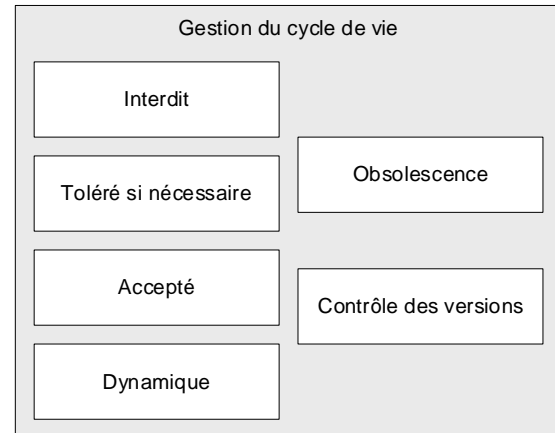 Gestion du cycle de vie
Interdit
Toléré si nécessaire
Accepté
Dynamique
Obsolescence
Contrôle des versions